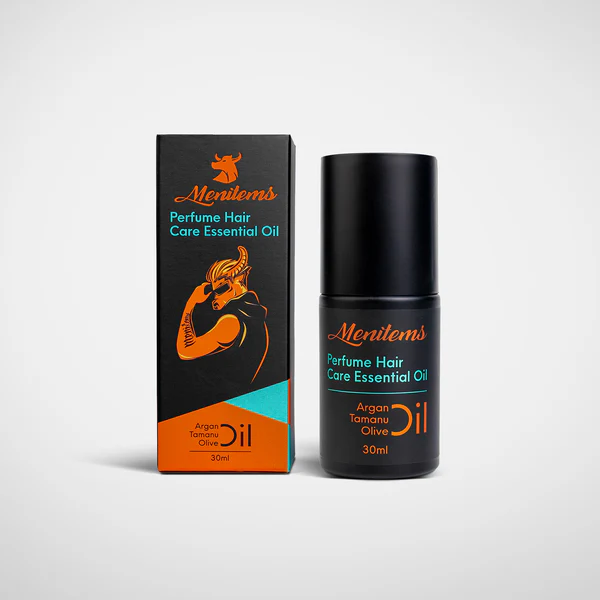 Menitems
Perfume Hair
Care Essential Oil
Menitems
Argan
Tamanu
Olive
Oil
30ml
Menitems
Perfume Hair
Care Essential Oil
Argan
Tamanu
Olive
Oil
30ml